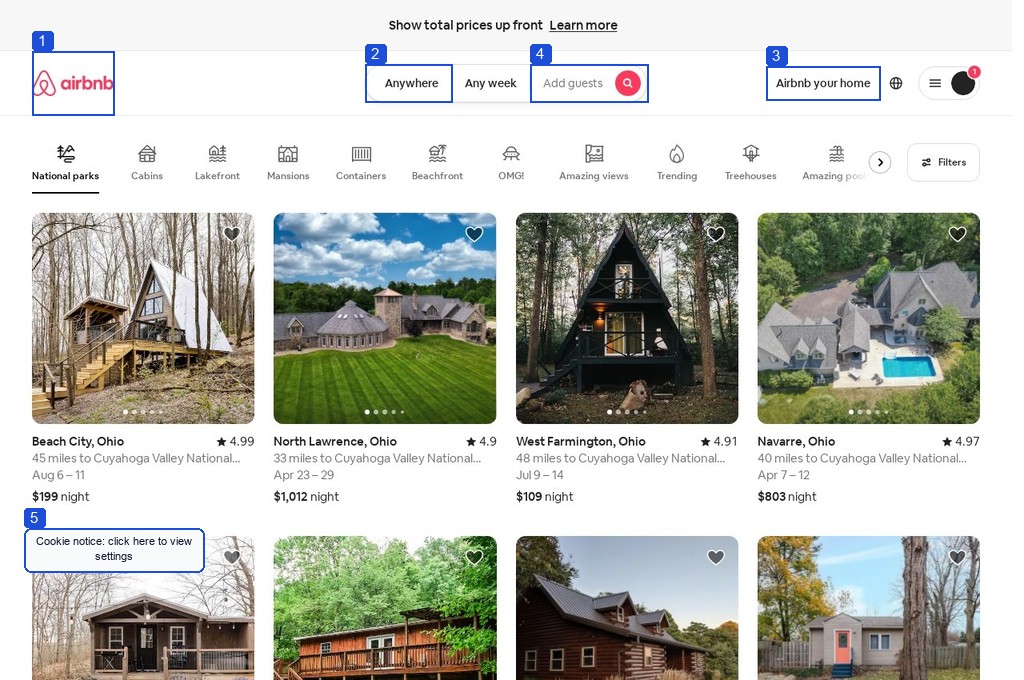 Show total prices up front Learn more
1
2
4
3
airbnb
Anywhere
Any week
Add guests
Airbnb your home
1
National parks
Cabins
Lakefront
Mansions
Containers
Beachfront
OMG!
Amazing views
Trending
Treehouses
Amazing pool
Filters
Beach City, Ohio
4.99
45 miles to Cuyahoga Valley National...
Aug 6 – 11
$199 night
North Lawrence, Ohio
4.9
33 miles to Cuyahoga Valley National...
Apr 23 – 29
$1,012 night
West Farmington, Ohio
4.91
48 miles to Cuyahoga Valley National...
Jul 9 – 14
$109 night
Navarre, Ohio
4.97
40 miles to Cuyahoga Valley National...
Apr 7 – 12
$803 night
5
Cookie notice: click here to view
settings